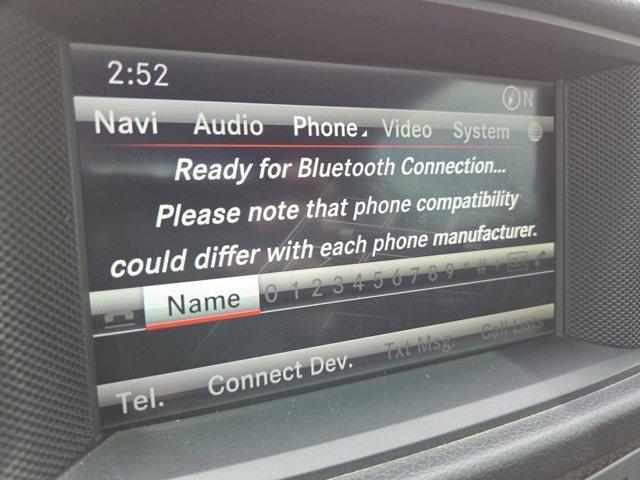 2:52
N
Navi Audio Phone Video System
Ready for Bluetooth Connection...
Please note that phone compatibility
could differ with each phone manufacturer.
Name 0 1 2 3 4 5 6 7 8 9 * # +
Tel. Connect Dev. Txt Msg. Call Lists